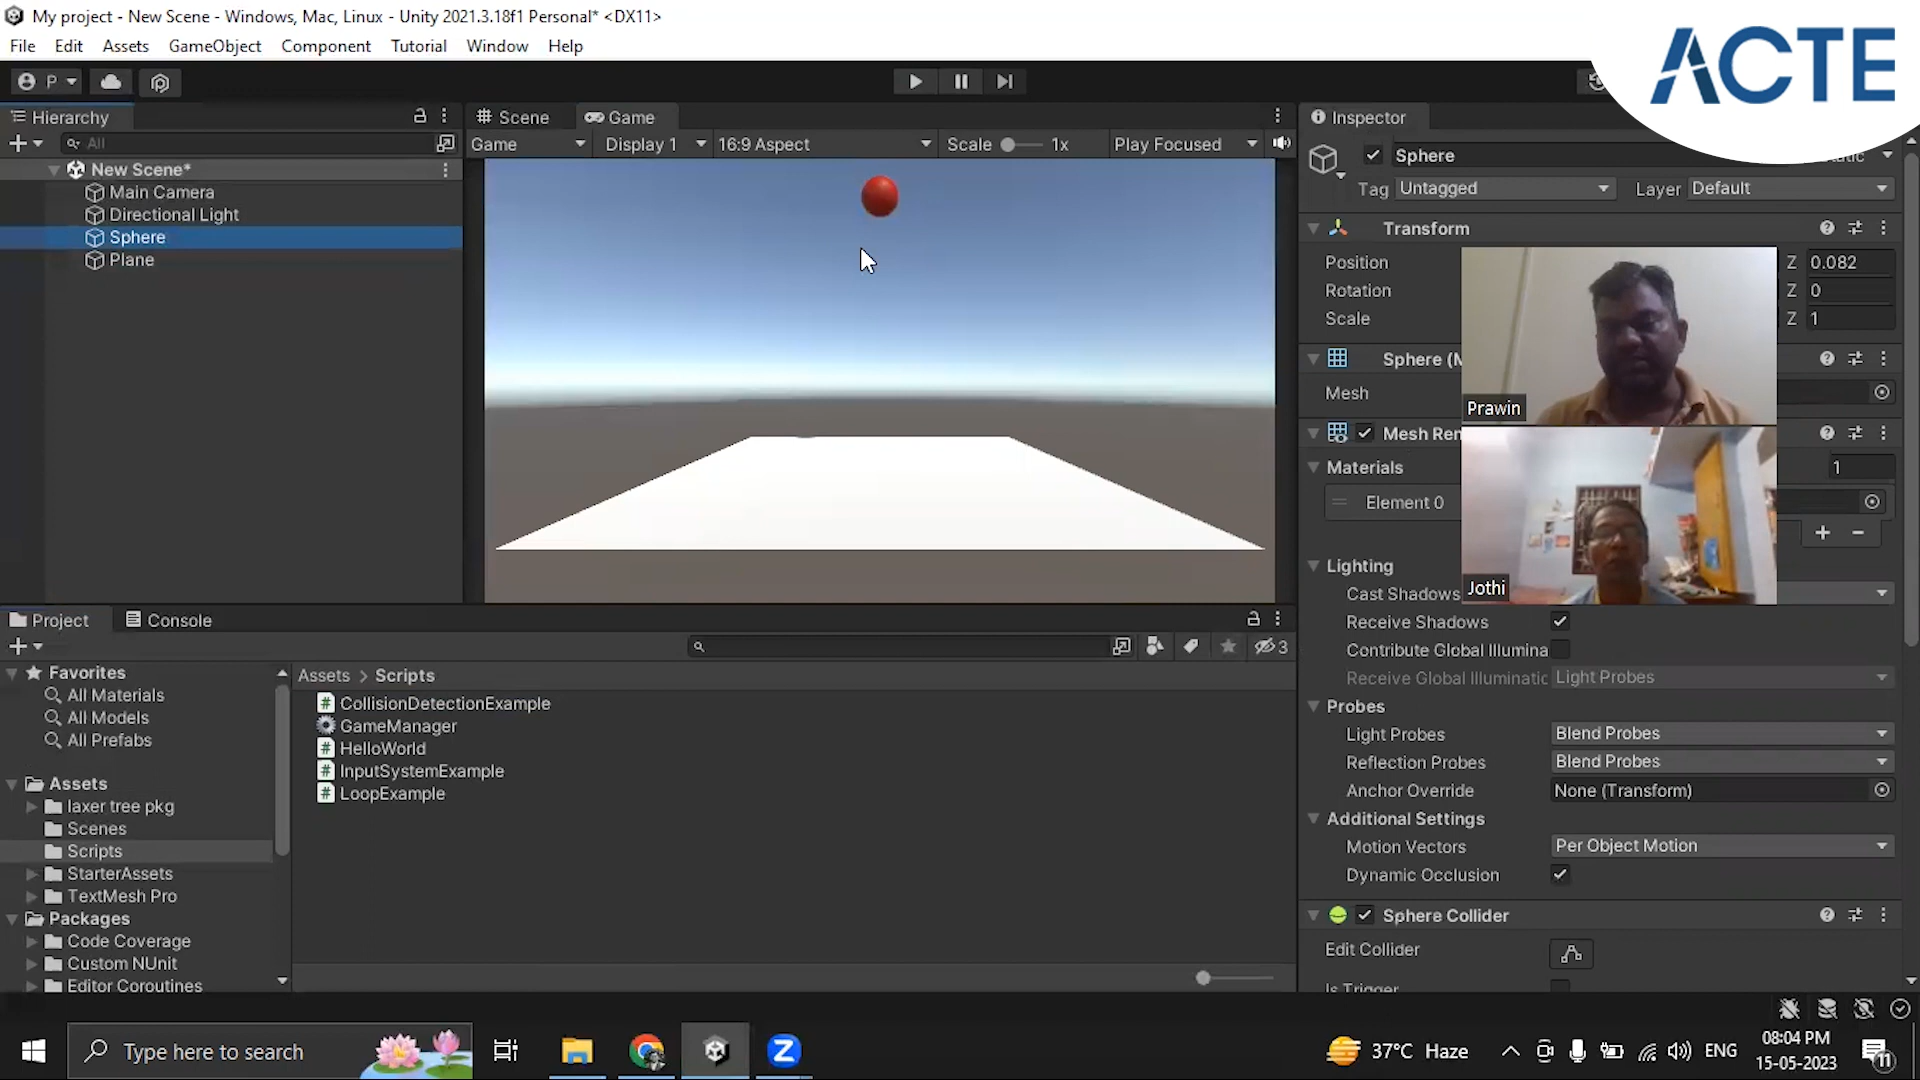 My project - New Scene - Windows, Mac, Linux - Unity 2021.3.18f1 Personal* <DX11>
ACTE
File Edit Assets GameObject Component Tutorial Window Help
P
Hierarchy
All
New Scene*
Main Camera
Directional Light
Sphere
Plane
Scene Game
Game Display 1 16:9 Aspect Scale 1x Play Focused
Inspector
Sphere
Tag Untagged Layer Default
Transform
Position Z 0.082
Rotation Z 0
Scale Z 1
Sphere (M
Mesh
Prawin
Mesh Ren
Materials 1
Element 0
Jothi
Lighting
Cast Shadows
Receive Shadows
Contribute Global Illumina
Receive Global Illuminatic Light Probes
Probes
Light Probes Blend Probes
Reflection Probes Blend Probes
Anchor Override None (Transform)
Additional Settings
Motion Vectors Per Object Motion
Dynamic Occlusion
Sphere Collider
Edit Collider
Is Trigger
Project Console
3
Favorites
All Materials
All Models
All Prefabs
Assets
laxer tree pkg
Scenes
Scripts
StarterAssets
TextMesh Pro
Packages
Code Coverage
Custom NUnit
Editor Coroutines
Assets > Scripts
CollisionDetectionExample
GameManager
HelloWorld
InputSystemExample
LoopExample
Type here to search
37°C Haze
ENG
08:04 PM
15-05-2023
11